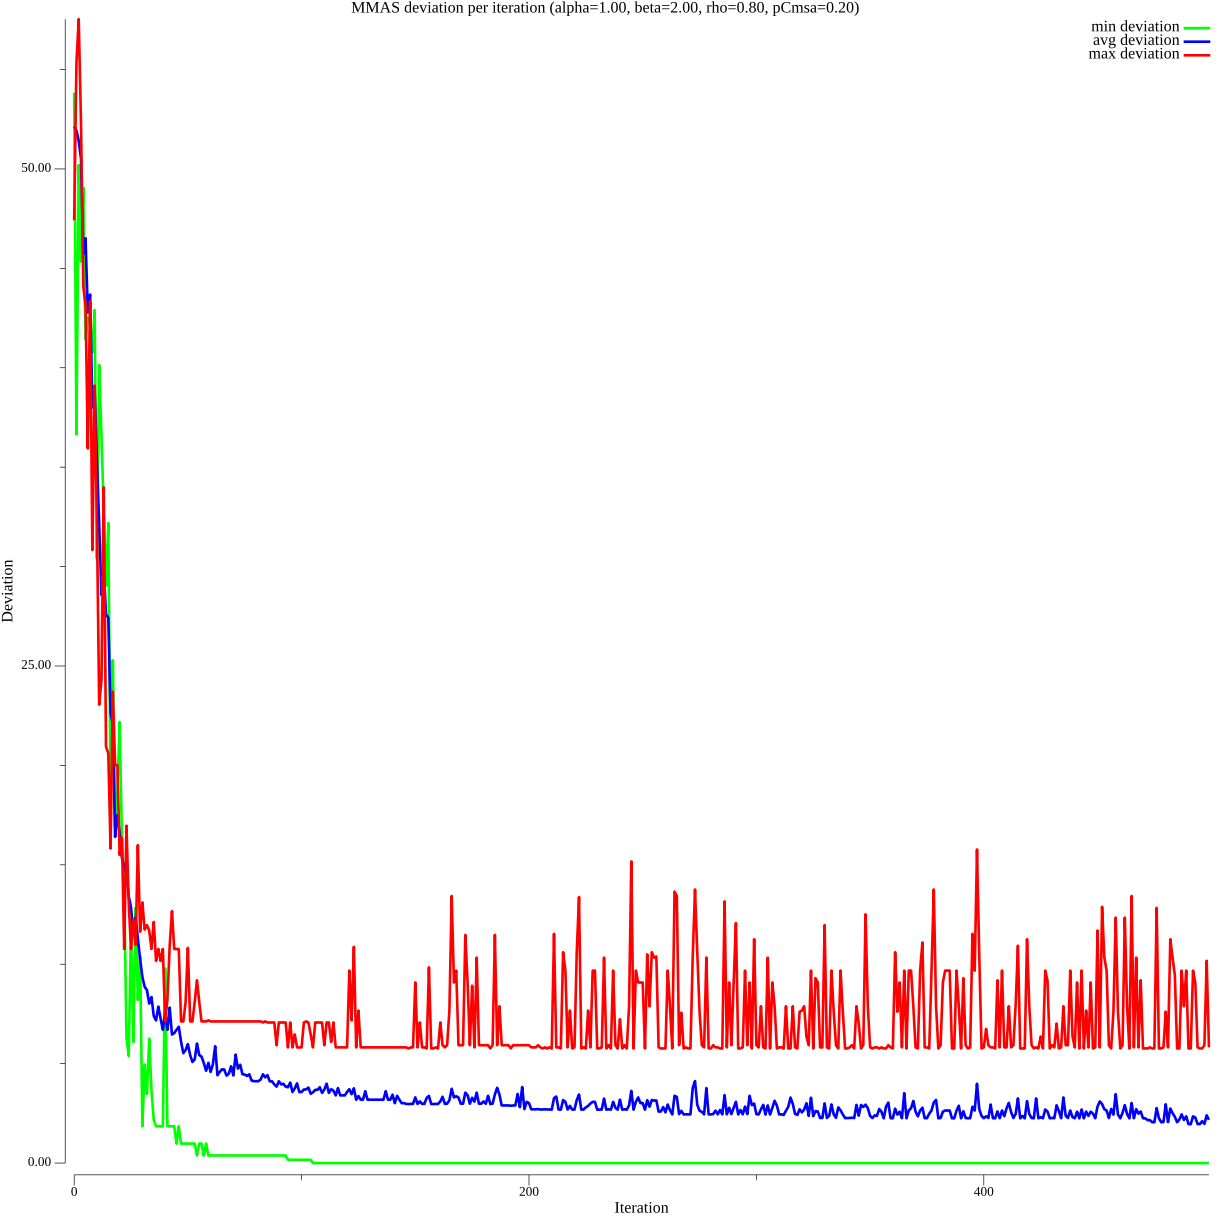 MMAS deviation per iteration (alpha=1.00, beta=2.00, rho=0.80, pCmsa=0.20)
min deviation
avg deviation
max deviation
50.00
25.00
0.00
Deviation
0
200
400
Iteration